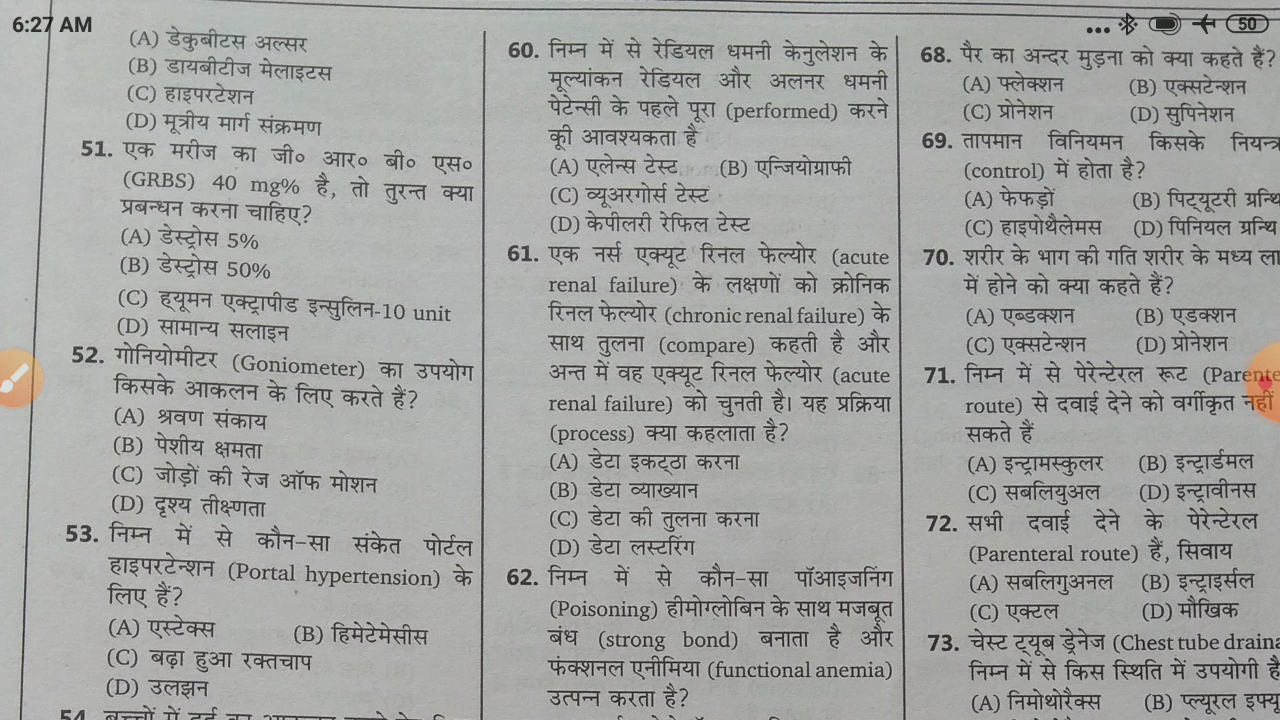 6:27 AM
50
(A) डेकुबीटस अल्सर
(B) डायबीटीज मेलाइटस
(C) हाइपरटेशन
(D) मूत्रीय मार्ग संक्रमण
51. एक मरीज का जी० आर० बी० एस०
(GRBS) 40 mg% है, तो तुरन्त क्या
प्रबन्धन करना चाहिए?
(A) डेस्ट्रोस 5%
(B) डेस्ट्रोस 50%
(C) ह्यूमन एक्ट्रापीड इन्सुलिन-10 unit
(D) सामान्य सलाइन
52. गोनियोमीटर (Goniometer) का उपयोग
किसके आकलन के लिए करते हैं?
(A) श्रवण संकाय
(B) पेशीय क्षमता
(C) जोड़ों की रेज ऑफ मोशन
(D) दृश्य तीक्ष्णता
53. निम्न में से कौन-सा संकेत पोर्टल
हाइपरटेन्शन (Portal hypertension) के
लिए हैं?
(A) एस्टेक्स (B) हिमेटेमेसीस
(C) बढ़ा हुआ रक्तचाप
(D) उलझन
60. निम्न में से रेडियल धमनी केनुलेशन के
मूल्यांकन रेडियल और अलनर धमनी
पेटेन्सी के पहले पूरा (performed) करने
की आवश्यकता है
(A) एलेन्स टेस्ट (B) एन्जियोग्राफी
(C) व्यूअरगोर्स टेस्ट
(D) केपीलरी रेफिल टेस्ट
61. एक नर्स एक्यूट रिनल फेल्योर (acute
renal failure) के लक्षणों को क्रोनिक
रिनल फेल्योर (chronic renal failure) के
साथ तुलना (compare) कहती है और
अन्त में वह एक्यूट रिनल फेल्योर (acute
renal failure) को चुनती है। यह प्रक्रिया
(process) क्या कहलाता है?
(A) डेटा इकट्ठा करना
(B) डेटा व्याख्यान
(C) डेटा की तुलना करना
(D) डेटा लस्टरिंग
62. निम्न में से कौन-सा पॉआइजनिंग
(Poisoning) हीमोग्लोबिन के साथ मजबूत
बंध (strong bond) बनाता है और
फंक्शनल एनीमिया (functional anemia)
उत्पन्न करता है?
68. पैर का अन्दर मुड़ना को क्या कहते हैं?
(A) फ्लेक्शन (B) एक्सटेन्शन
(C) प्रोनेशन (D) सुपिनेशन
69. तापमान विनियमन किसके नियन्त्र
(control) में होता है?
(A) फेफड़ों (B) पिट्यूटरी ग्रन्थि
(C) हाइपोथैलेमस (D) पिनियल ग्रन्थि
70. शरीर के भाग की गति शरीर के मध्य ला
में होने को क्या कहते हैं?
(A) एब्डक्शन (B) एडक्शन
(C) एक्सटेन्शन (D) प्रोनेशन
71. निम्न में से पेरेन्टेरल रूट (Parente
route) से दवाई देने को वर्गीकृत नहीं
सकते हैं
(A) इन्ट्रामस्कुलर (B) इन्ट्रार्डमल
(C) सबलियुअल (D) इन्ट्रावीनस
72. सभी दवाई देने के पेरेन्टेरल
(Parenteral route) हैं, सिवाय
(A) सबलिगुअनल (B) इन्ट्राइर्सल
(C) एक्टल (D) मौखिक
73. चेस्ट ट्यूब ड्रेनेज (Chest tube draina
निम्न में से किस स्थिति में उपयोगी है
(A) निमोथोरैक्स (B) प्ल्यूरल इफ्यू